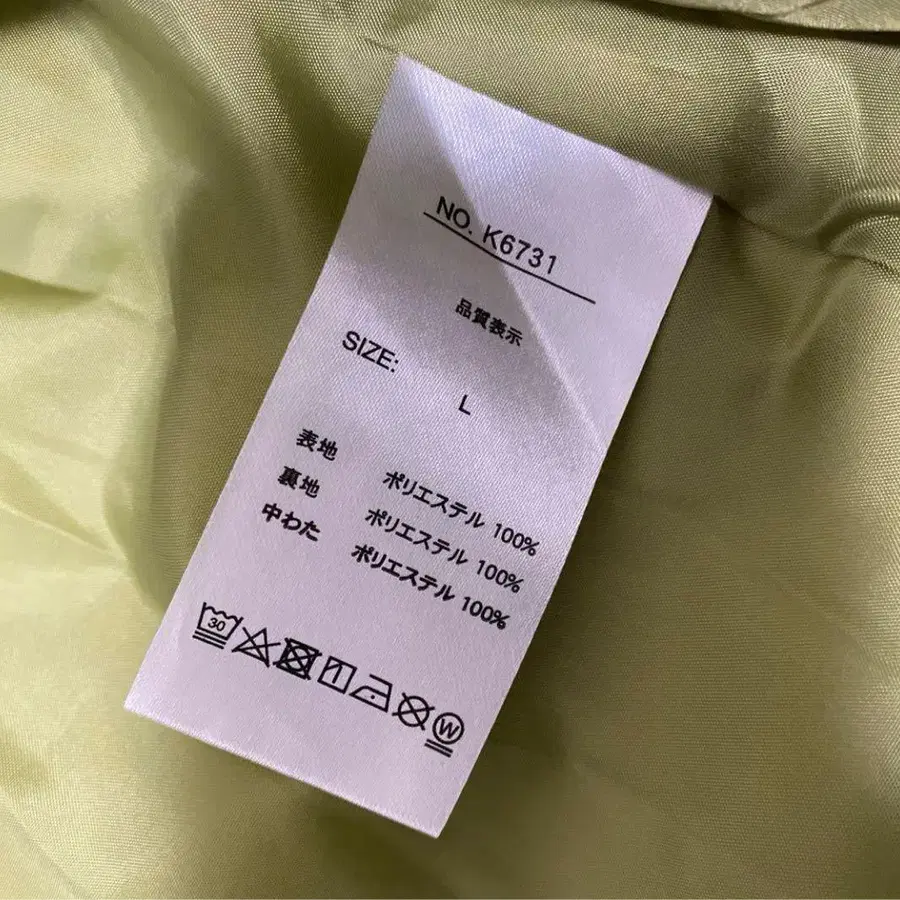 NO. K6731
品質表示
SIZE:
L
表地 ポリエステル 100%
裏地 ポリエステル 100%
中わた ポリエステル 100%
30
W